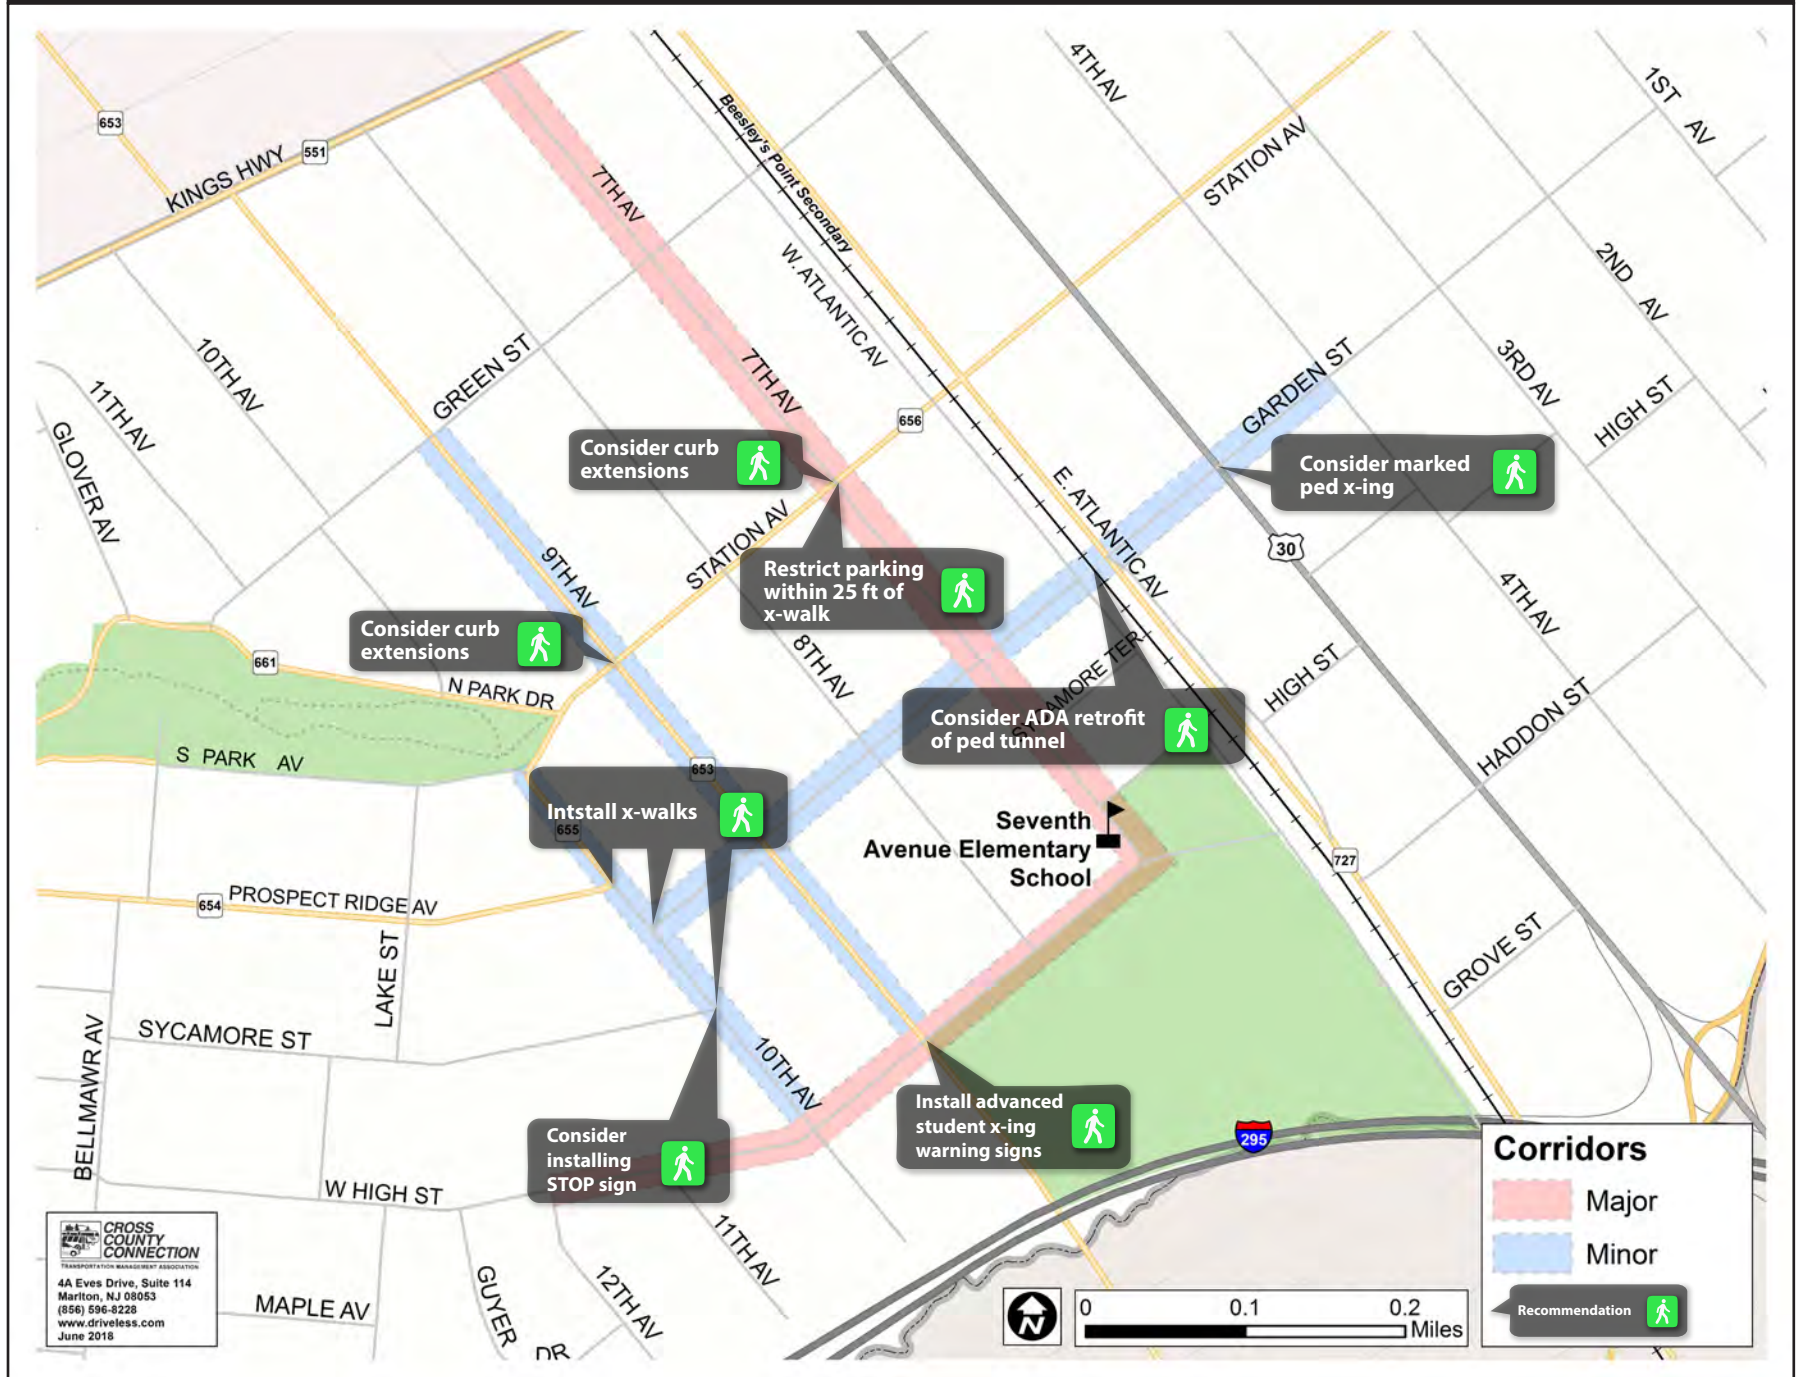 653
KINGS HWY
551
7TH AV
Beesley's Point Secondary
W. ATLANTIC AV
4TH AV
1ST AV
STATION AV
2ND AV
10TH AV
11TH AV
GLOVER AV
GREEN ST
7TH AV
656
GARDEN ST
3RD AV
HIGH ST
Consider curb
extensions
Consider marked
ped x-ing
E. ATLANTIC AV
30
STATION AV
9TH AV
Restrict parking
within 25 ft of
x-walk
4TH AV
Consider curb
extensions
8TH AV
SYCAMORE TER
HIGH ST
661
N PARK DR
HADDON ST
Consider ADA retrofit
of ped tunnel
S PARK AV
653
Intstall x-walks
655
Seventh
Avenue Elementary
School
727
654
PROSPECT RIDGE AV
LAKE ST
GROVE ST
SYCAMORE ST
BELLMAWR AV
10TH AV
Install advanced
student x-ing
warning signs
Consider
installing
STOP sign
295
W HIGH ST
11TH AV
GUYER DR
12TH AV
MAPLE AV
CROSS
COUNTY
CONNECTION
TRANSPORTATION MANAGEMENT ASSOCIATION
4A Eves Drive, Suite 114
Marlton, NJ 08053
(856) 596-8228
www.driveless.com
June 2018
N
0 0.1 0.2
Miles
Corridors
Major
Minor
Recommendation